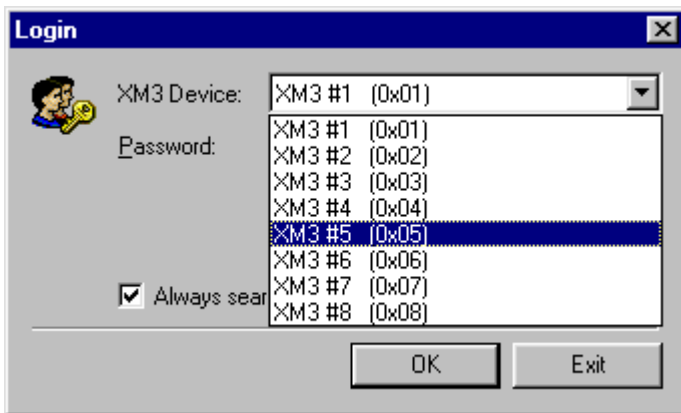 Login
XM3 Device: XM3 #1 (0x01)
XM3 #1 (0x01)
Password: XM3 #2 (0x02)
XM3 #3 (0x03)
XM3 #4 (0x04)
XM3 #5 (0x05)
XM3 #6 (0x06)
Always XM3 #7 (0x07)
XM3 #8 (0x08)
OK Exit